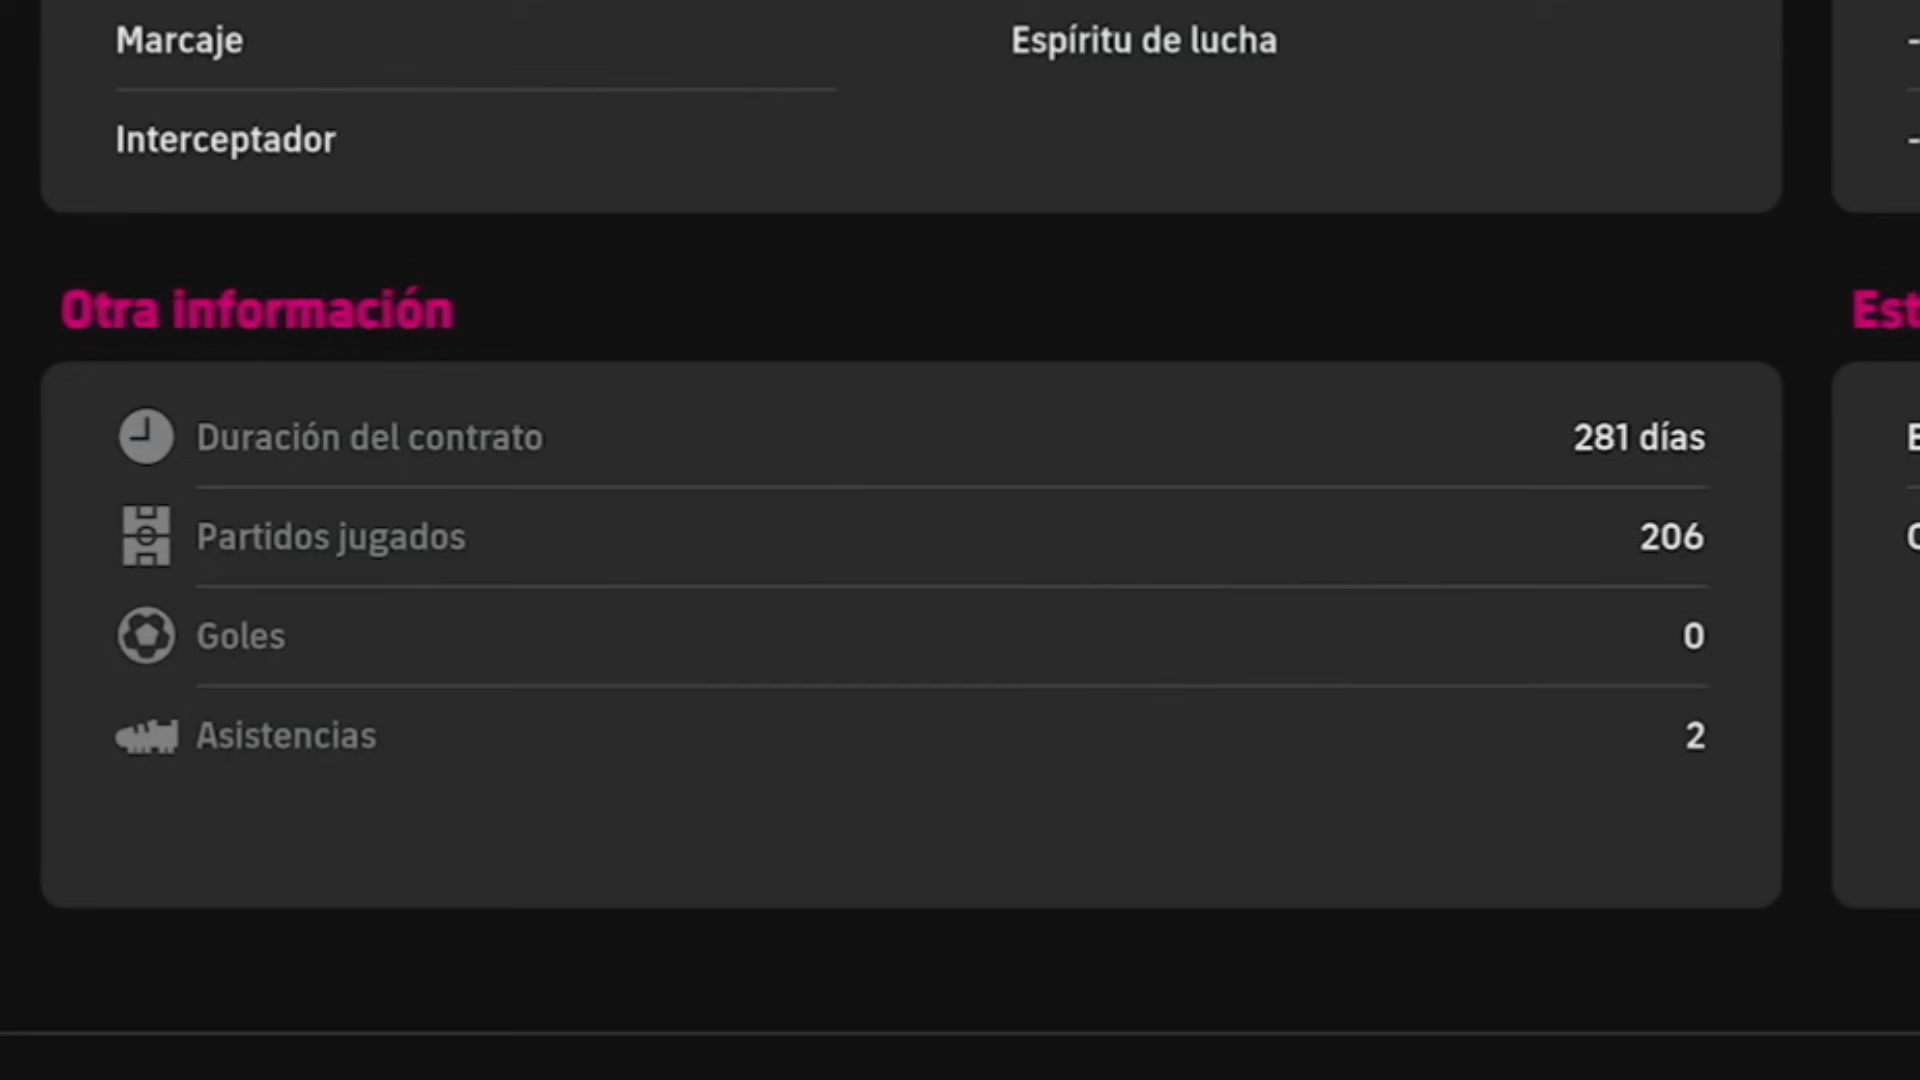 Marcaje
Espíritu de lucha
Interceptador
Otra información
Est
Duración del contrato
281 días
Partidos jugados
206
Goles
0
Asistencias
2